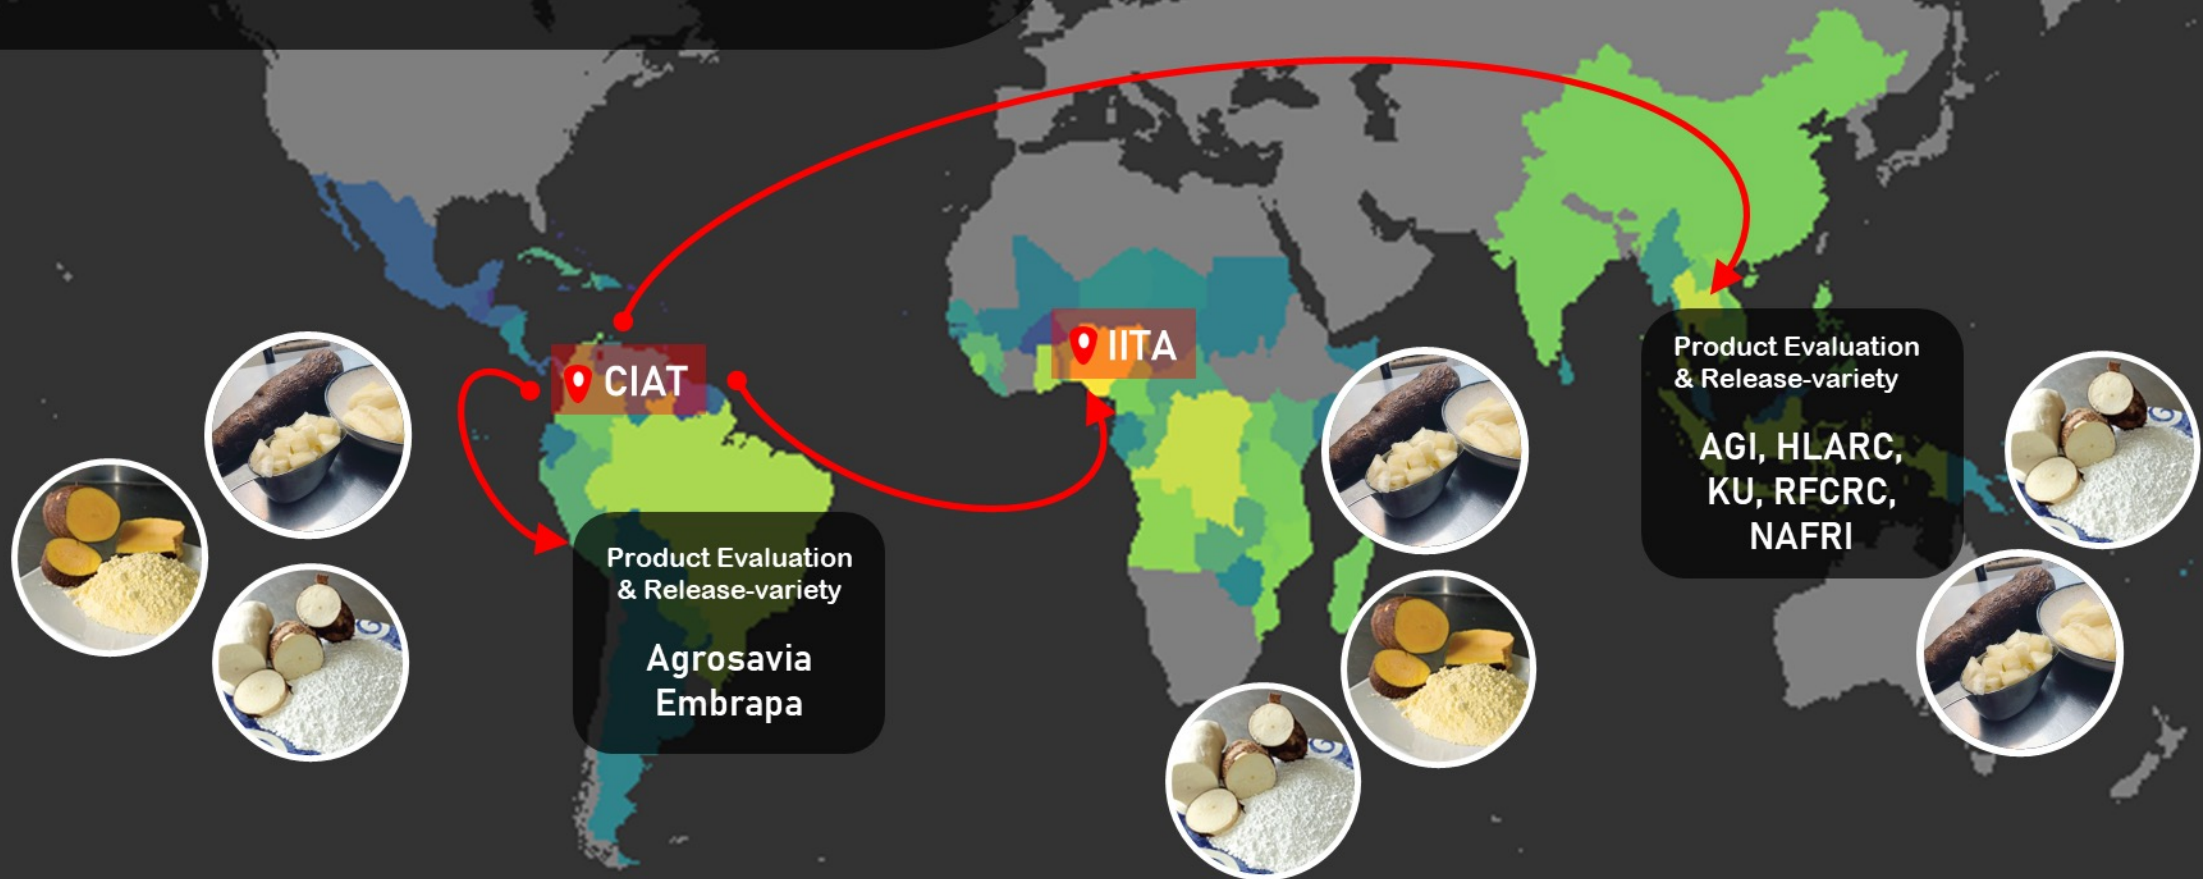 CIAT
IITA
Product Evaluation
& Release-variety
Agrosavia
Embrapa
Product Evaluation
& Release-variety
AGI, HLARC,
KU, RFCRC,
NAFRI